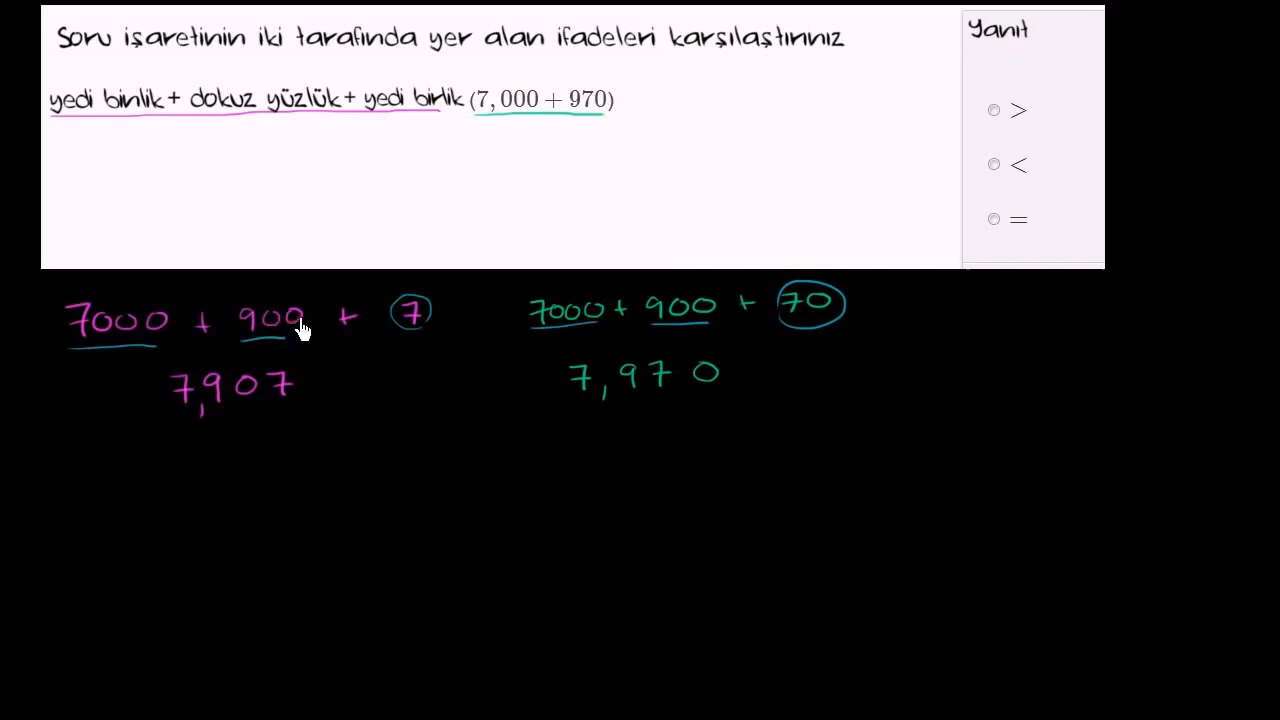 Soru işaretinin iki tarafında yer alan ifadeleri karşılaştırınız
yedi binlik + dokuz yüzlük + yedi birlik (7,000 + 970)
Yanıt
>
<
=
7000 + 900 + 7
7000 + 900 + 70
7,907
7,970